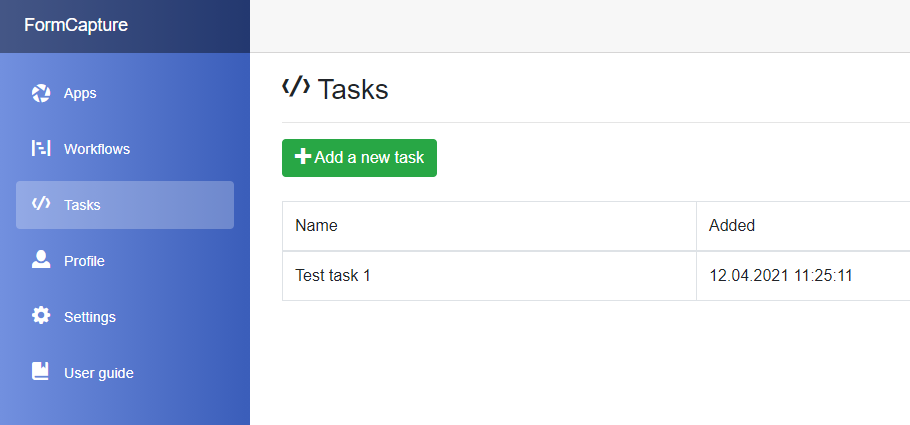 FormCapture
Apps
Workflows
Tasks
Profile
Settings
User guide
Tasks
Add a new task
Name Added
Test task 1 12.04.2021 11:25:11